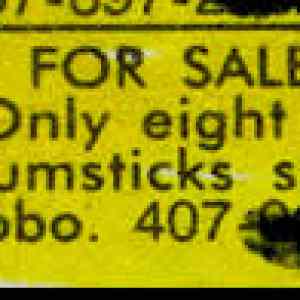 FOR SALE
Only eight
umsticks s
obo. 407-